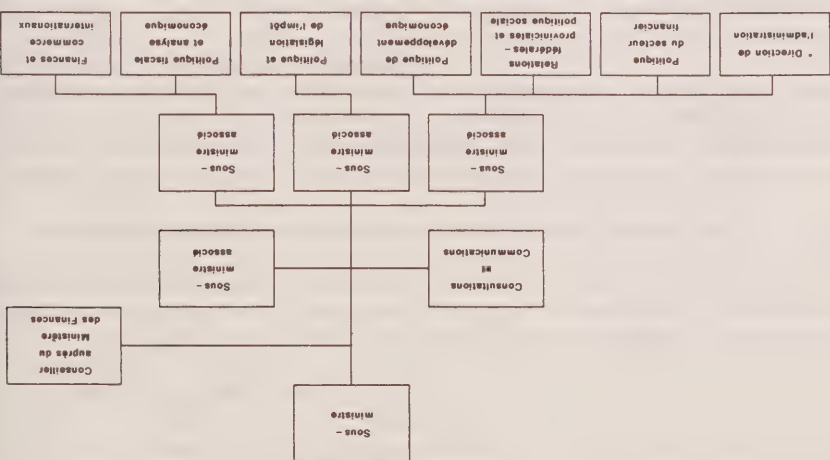 Sous -
ministre
Conseiller
auprès du
Ministère
des Finances
Consultations
et
Communications
Sous -
ministre
associé
Sous -
ministre
associé
Sous -
ministre
associé
Sous -
ministre
associé
* Direction de
l'administration
Politique
du secteur
financier
Relations
fédérales -
provinciales et
politique sociale
Politique de
développement
économique
Politique et
législation
de l'impôt
Politique fiscale
et analyse
économique
Finances et
commerce
internationaux